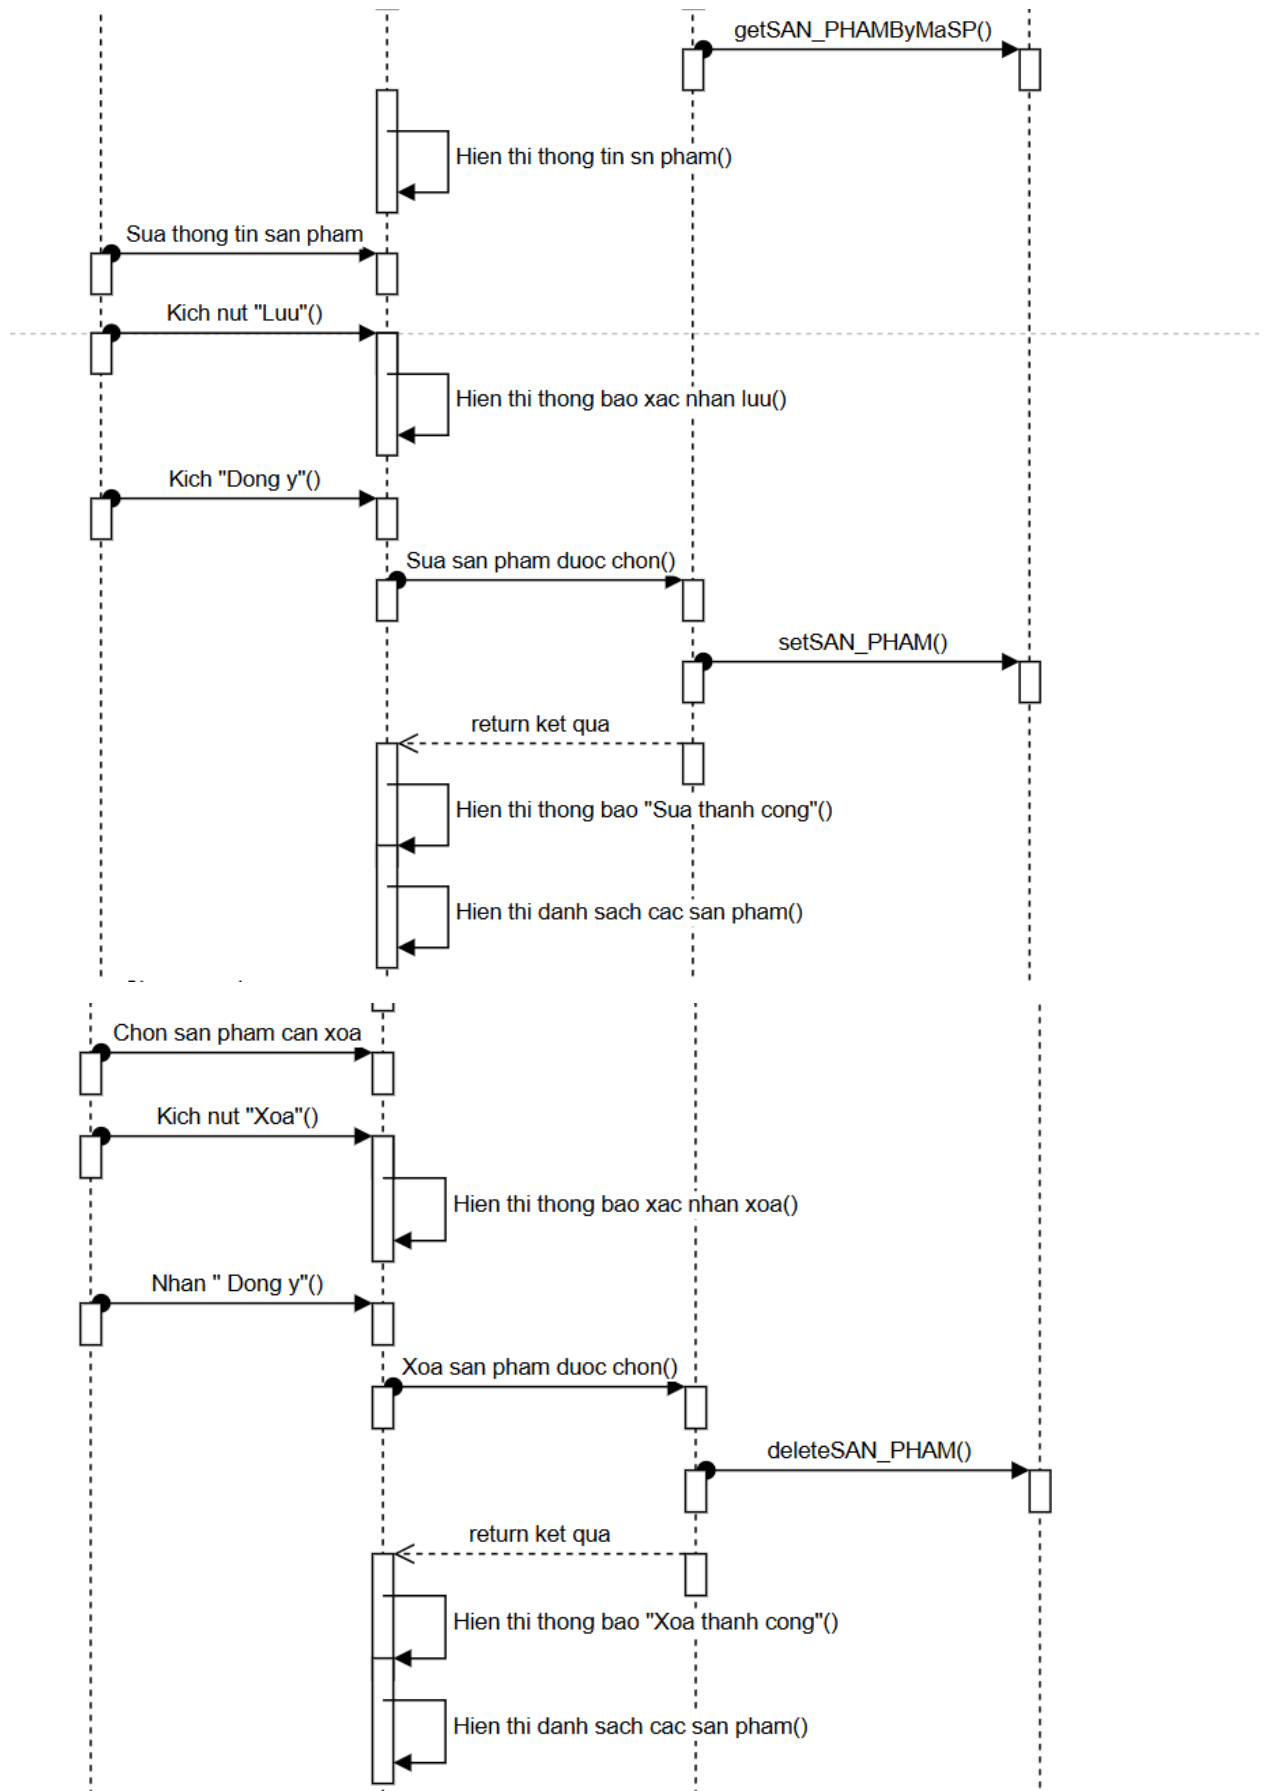 getSAN_PHAMByMaSP()
Hien thi thong tin sn pham()
Sua thong tin san pham
Kich nut "Luu"()
Hien thi thong bao xac nhan luu()
Kich "Dong y"()
Sua san pham duoc chon()
setSAN_PHAM()
return ket qua
Hien thi thong bao "Sua thanh cong"()
Hien thi danh sach cac san pham()
Chon san pham can xoa
Kich nut "Xoa"()
Hien thi thong bao xac nhan xoa()
Nhan " Dong y"()
Xoa san pham duoc chon()
deleteSAN_PHAM()
return ket qua
Hien thi thong bao "Xoa thanh cong"()
Hien thi danh sach cac san pham()